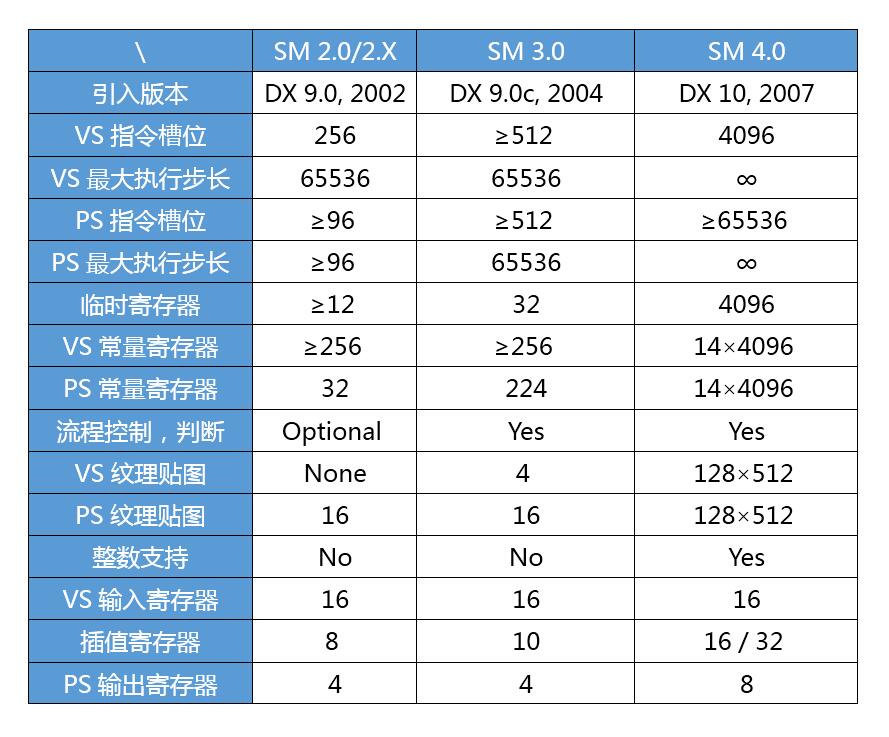 \ SM 2.0/2.X SM 3.0 SM 4.0
引入版本 DX 9.0, 2002 DX 9.0c, 2004 DX 10, 2007
VS 指令槽位 256 ≥512 4096
VS 最大执行步长 65536 65536 ∞
PS 指令槽位 ≥96 ≥512 ≥65536
PS 最大执行步长 ≥96 65536 ∞
临时寄存器 ≥12 32 4096
VS 常量寄存器 ≥256 ≥256 14×4096
PS 常量寄存器 32 224 14×4096
流程控制，判断 Optional Yes Yes
VS 纹理贴图 None 4 128×512
PS 纹理贴图 16 16 128×512
整数支持 No No Yes
VS 输入寄存器 16 16 16
插值寄存器 8 10 16 / 32
PS 输出寄存器 4 4 8